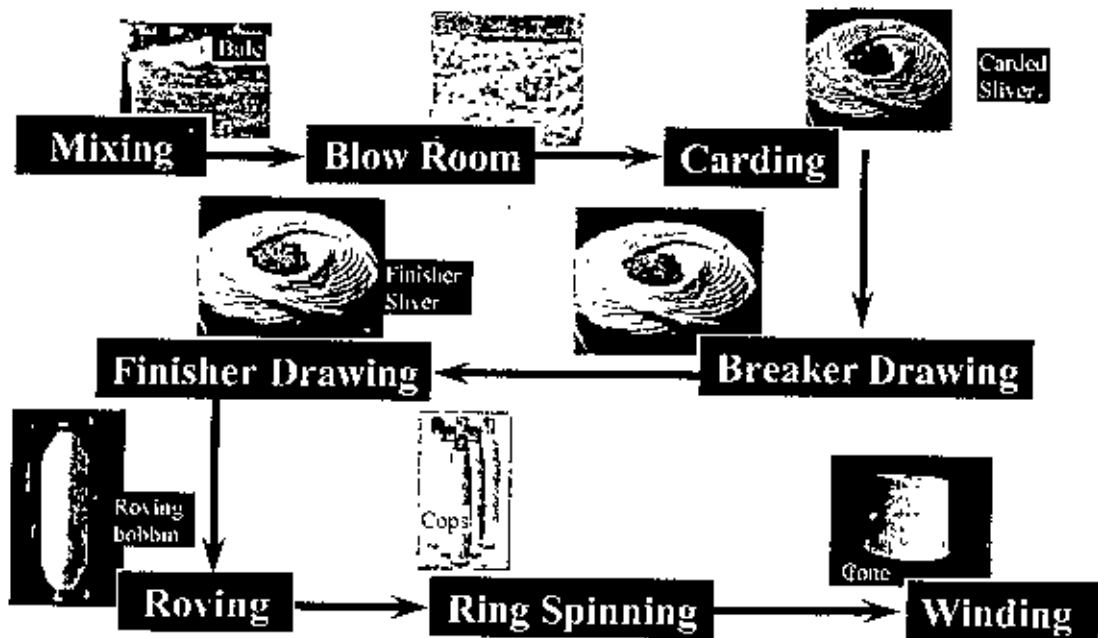 Bale
Carded
Sliver.
Mixing
Blow Room
Carding
Finisher
Sliver
Finisher Drawing
Breaker Drawing
Roving
bobbin
Cops
Cone
Roving
Ring Spinning
Winding